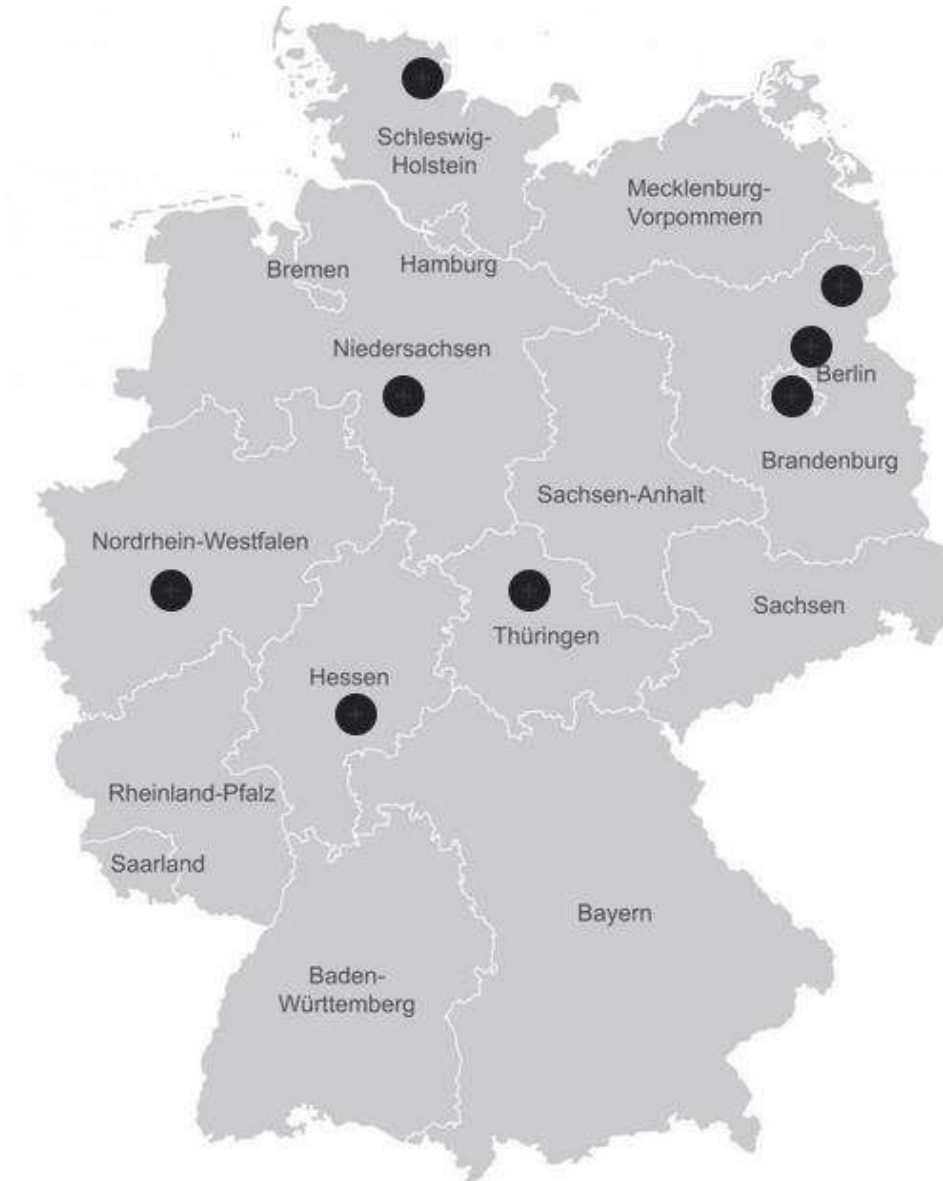 Schleswig-
Holstein
Mecklenburg-
Vorpommern
Hamburg
Bremen
Niedersachsen
Berlin
Brandenburg
Sachsen-Anhalt
Nordrhein-Westfalen
Sachsen
Thüringen
Hessen
Rheinland-Pfalz
Saarland
Bayern
Baden-
Württemberg